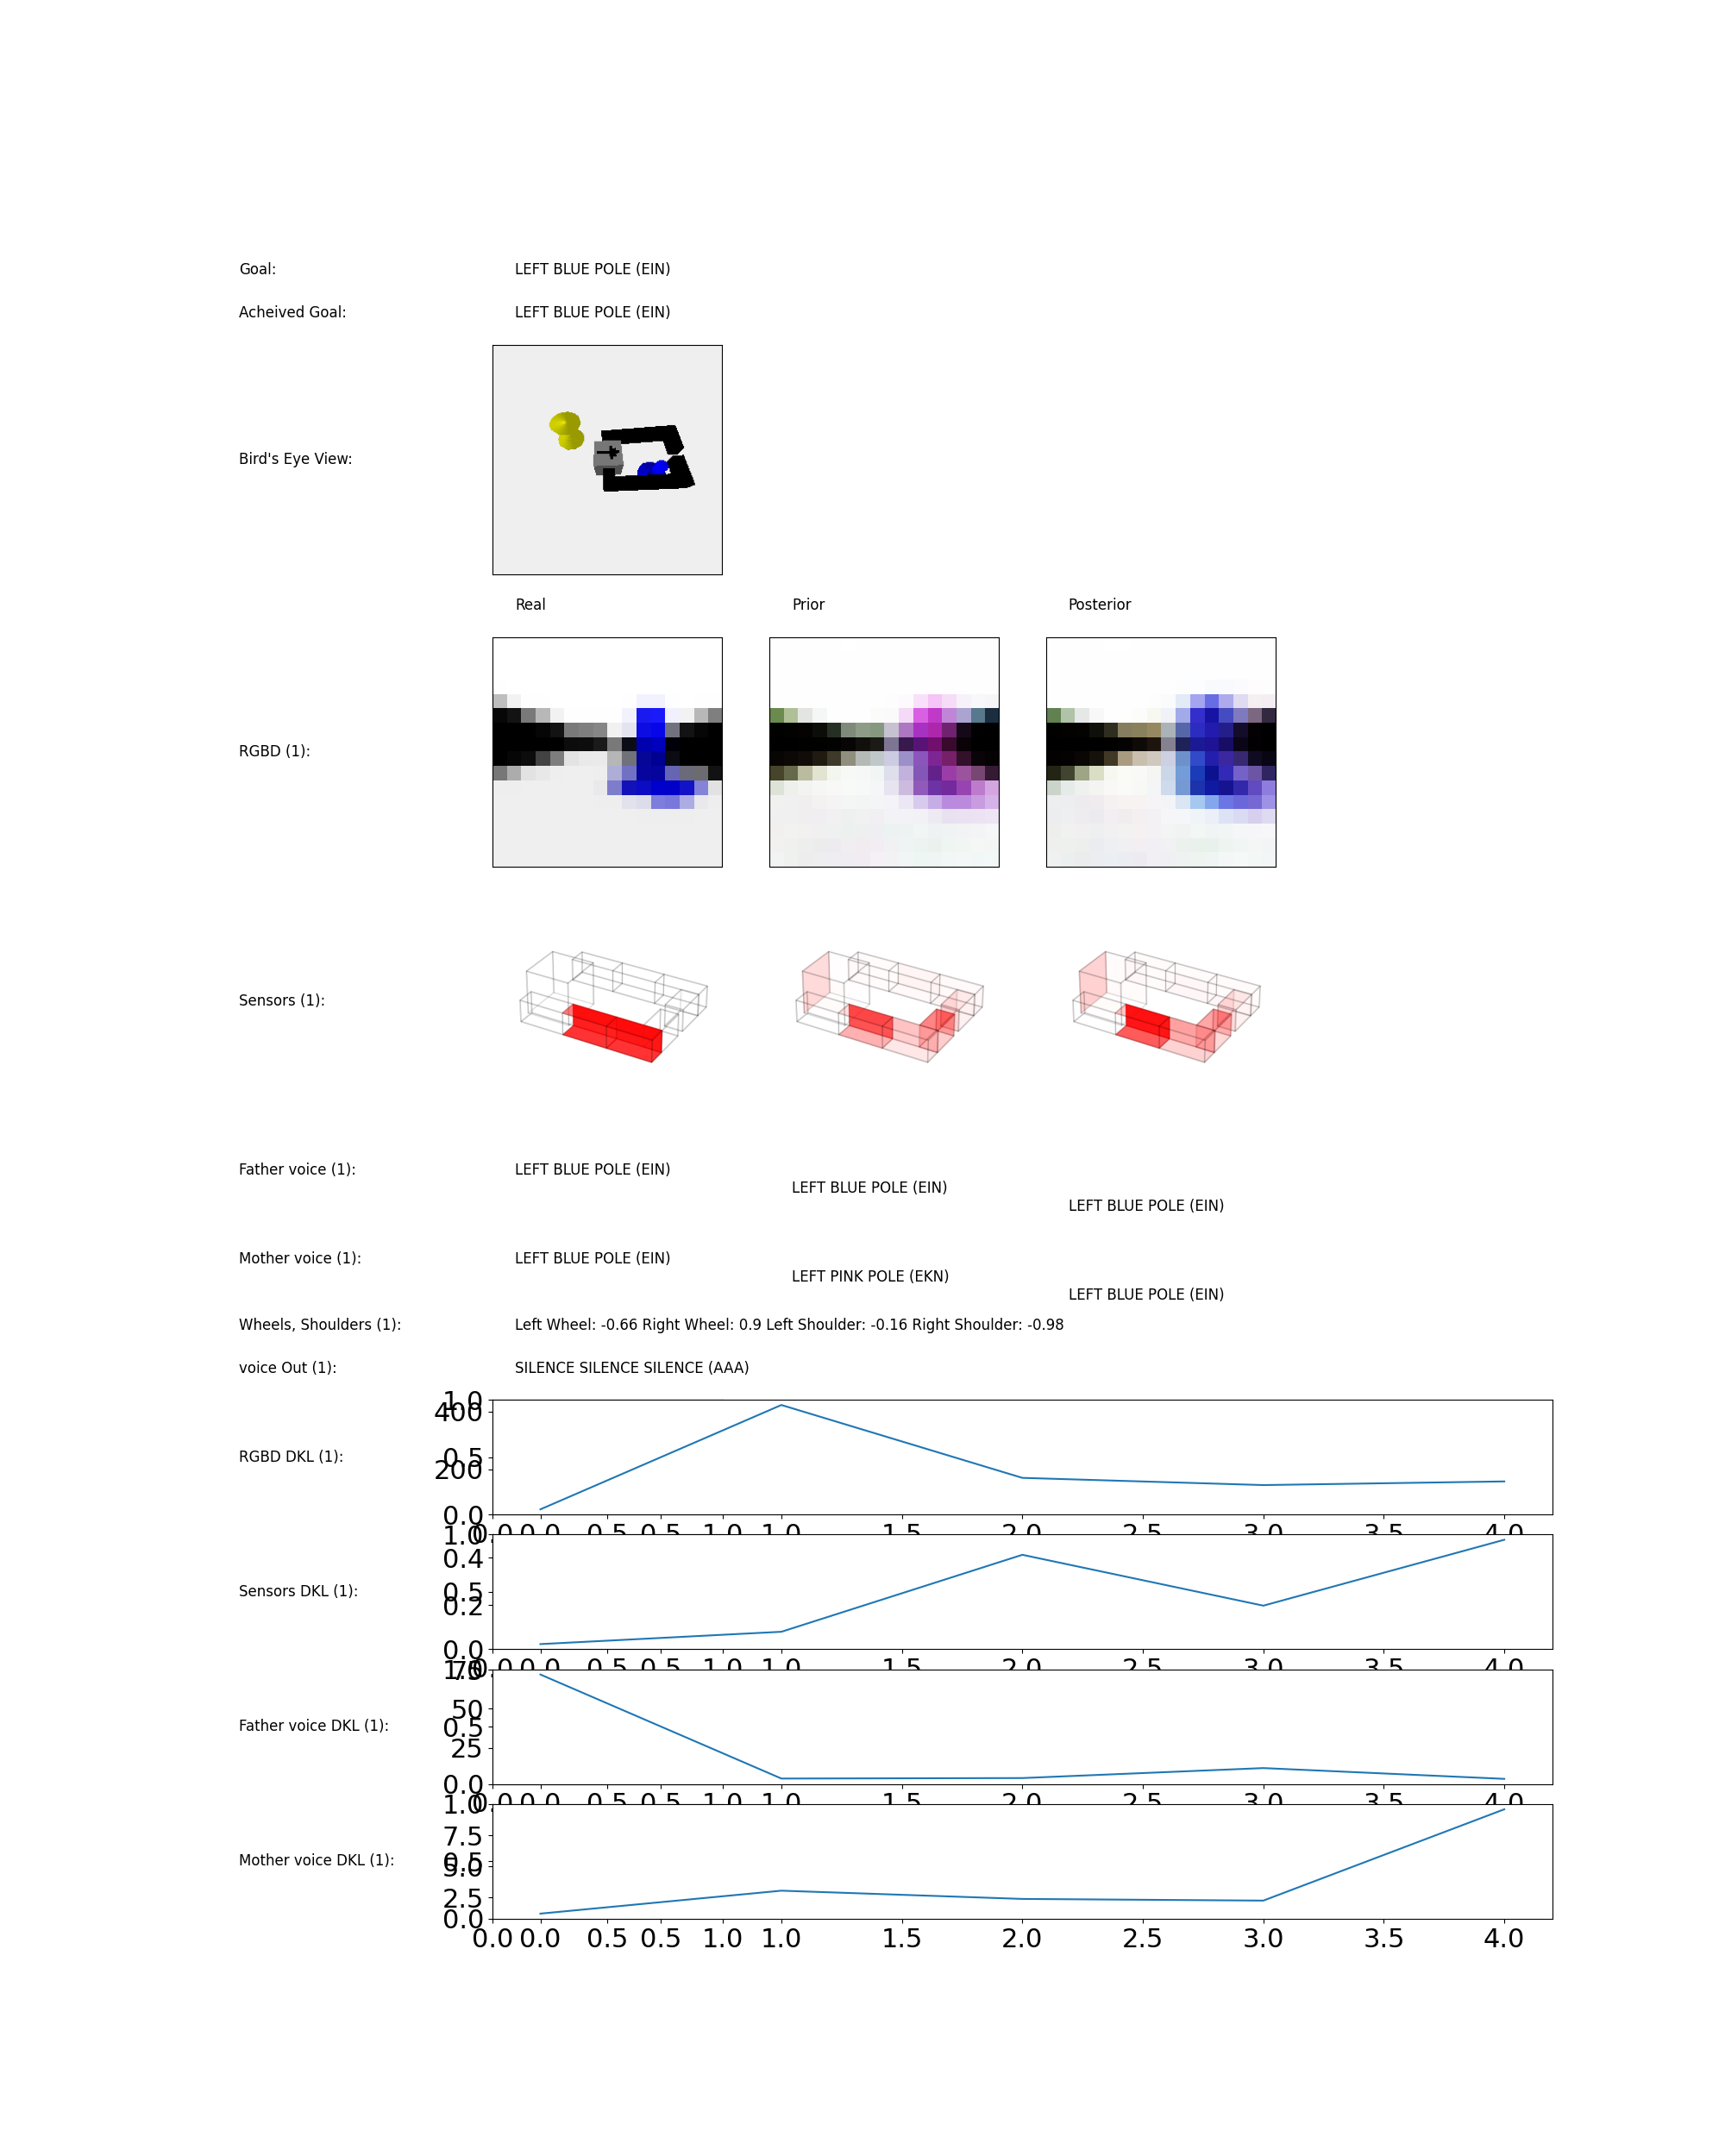 Goal: LEFT BLUE POLE (EIN)
Acheived Goal: LEFT BLUE POLE (EIN)
Bird's Eye View:
Real Prior Posterior
RGBD (1):
Sensors (1):
Father voice (1): LEFT BLUE POLE (EIN)
LEFT BLUE POLE (EIN)
LEFT BLUE POLE (EIN)
Mother voice (1): LEFT BLUE POLE (EIN)
LEFT PINK POLE (EKN)
LEFT BLUE POLE (EIN)
Wheels, Shoulders (1): Left Wheel: -0.66 Right Wheel: 0.9 Left Shoulder: -0.16 Right Shoulder: -0.98
voice Out (1): SILENCE SILENCE SILENCE (AAA)
1.0
400
RGBD DKL (1): 0.5
200
0.0
0.0 0.0 0.5 0.5 1.0 1.0 1.5 2.0 2.5 3.0 3.5 4.0
1.0
0.4
Sensors DKL (1): 0.5
0.2
0.0
0.0 0.0 0.5 0.5 1.0 1.0 1.5 2.0 2.5 3.0 3.5 4.0
1.0
75
50
Father voice DKL (1): 0.5
25
0.0
0.0 0.0 0.5 0.5 1.0 1.0 1.5 2.0 2.5 3.0 3.5 4.0
1.0
7.5
Mother voice DKL (1): 0.5
5.0
2.5
0.0
0.0 0.0 0.5 0.5 1.0 1.0 1.5 2.0 2.5 3.0 3.5 4.0